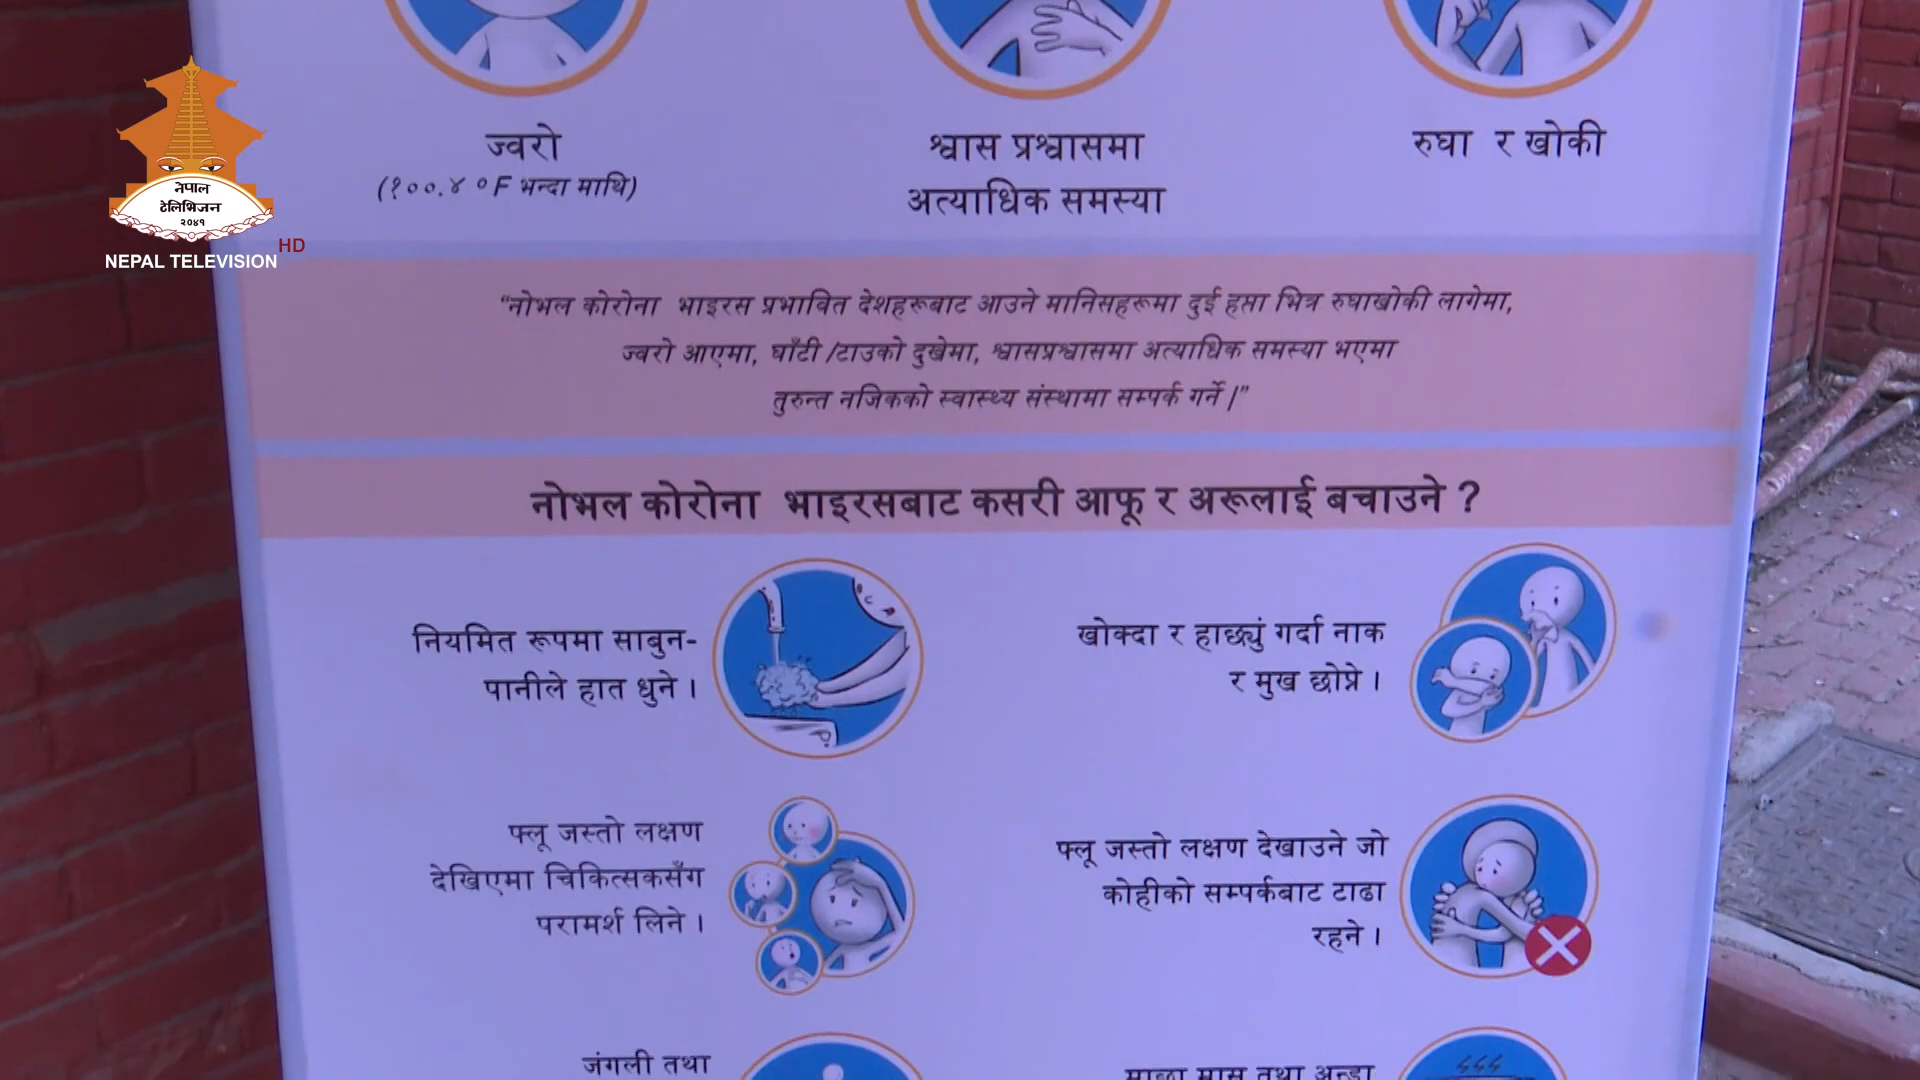 नेपाल
टेलिभिजन
२०४१
NEPAL TELEVISION HD
ज्वरो
(१००.४ °F भन्दा माथि)
श्वास प्रश्वासमा
अत्याधिक समस्या
रुघा र खोकी
“नोभल कोरोना भाइरस प्रभावित देशहरूबाट आउने मानिसहरूमा दुई हप्ता भित्र रुघाखोकी लागेमा,
ज्वरो आएमा, घाँटी /टाउको दुखेमा, श्वासप्रश्वासमा अत्याधिक समस्या भएमा
तुरुन्त नजिकको स्वास्थ्य संस्थामा सम्पर्क गर्ने |”
नोभल कोरोना भाइरसबाट कसरी आफू र अरूलाई बचाउने ?
नियमित रूपमा साबुन-
पानीले हात धुने ।
खोक्दा र हाछ्युं गर्दा नाक
र मुख छोप्ने ।
फ्लू जस्तो लक्षण
देखिएमा चिकित्सकसँग
परामर्श लिने ।
फ्लू जस्तो लक्षण देखाउने जो
कोहीको सम्पर्कबाट टाढा
रहने ।
जंगली तथा
मासु तथा अन्डा